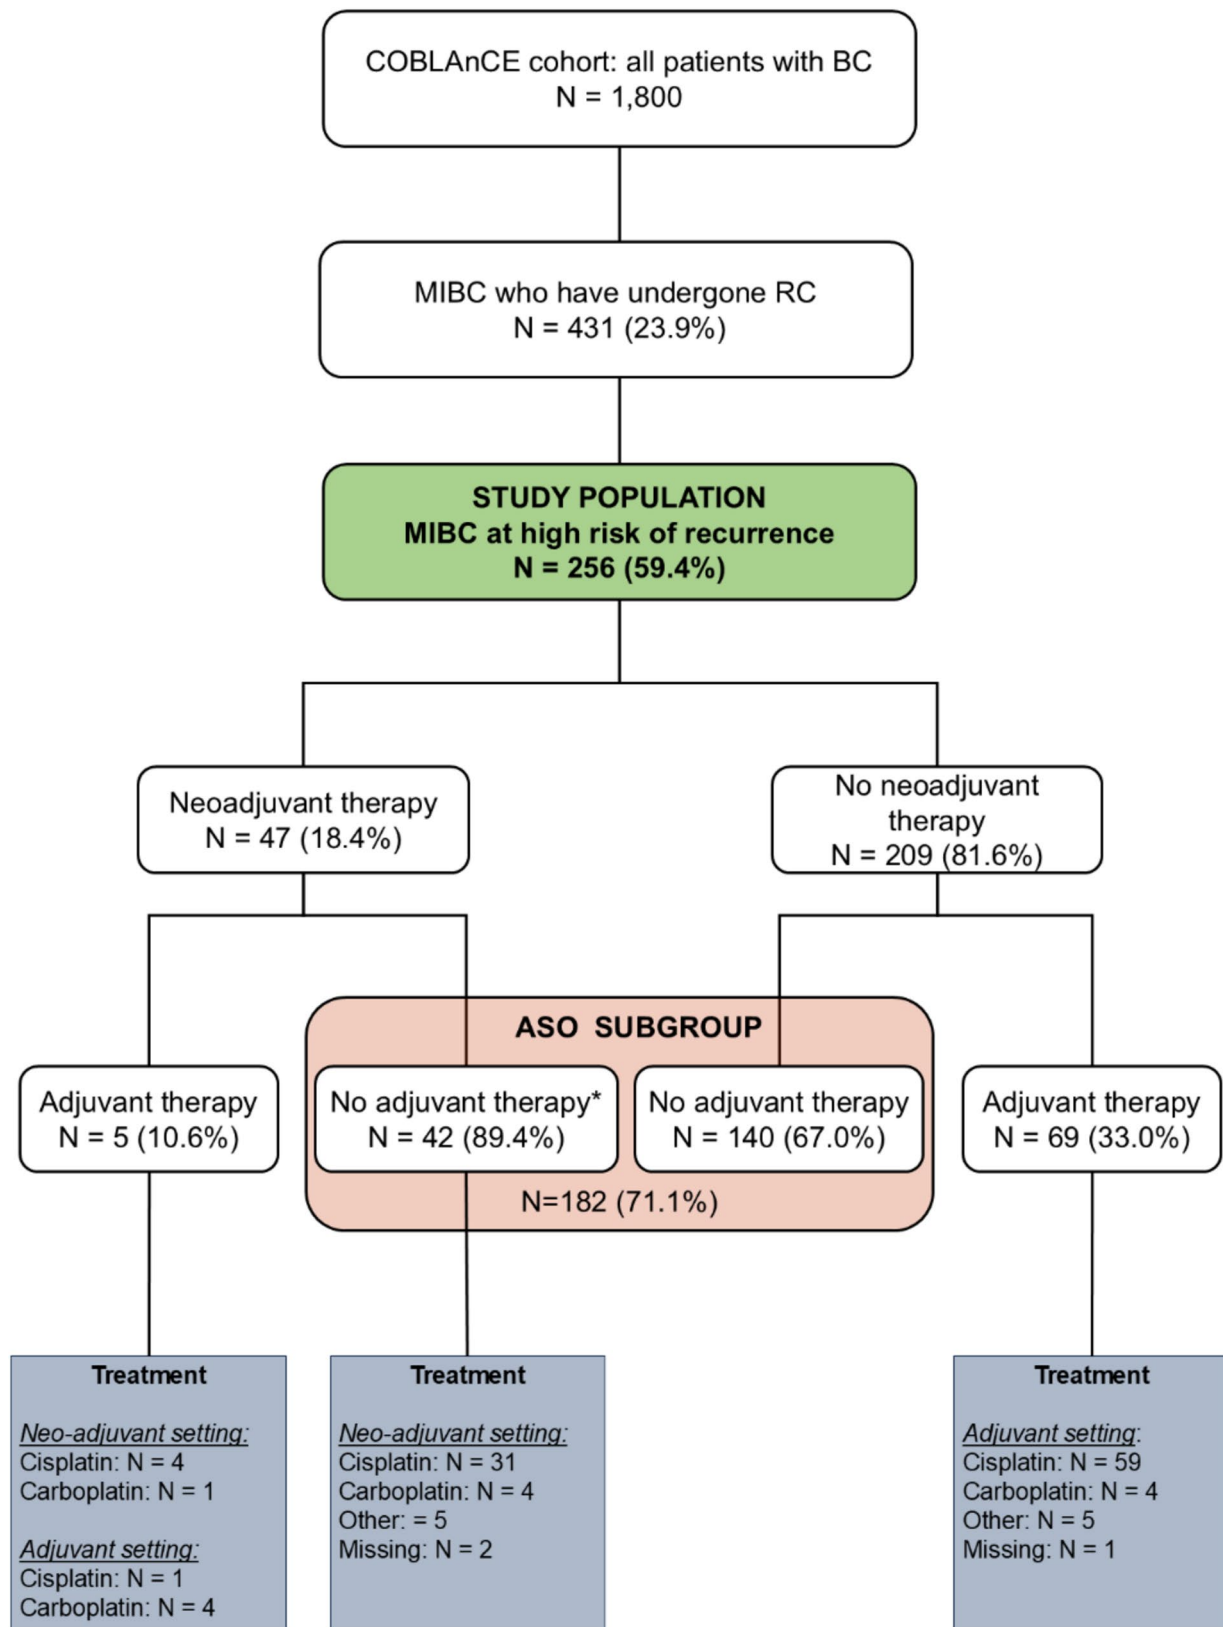 COBLAnCE cohort: all patients with BC
N = 1,800
MIBC who have undergone RC
N = 431 (23.9%)
STUDY POPULATION
MIBC at high risk of recurrence
N = 256 (59.4%)
Neoadjuvant therapy
N = 47 (18.4%)
No neoadjuvant
therapy
N = 209 (81.6%)
ASO SUBGROUP
Adjuvant therapy
N = 5 (10.6%)
No adjuvant therapy*
N = 42 (89.4%)
No adjuvant therapy
N = 140 (67.0%)
Adjuvant therapy
N = 69 (33.0%)
N=182 (71.1%)
Treatment
Neo-adjuvant setting:
Cisplatin: N = 4
Carboplatin: N = 1
Adjuvant setting:
Cisplatin: N = 1
Carboplatin: N = 4
Treatment
Neo-adjuvant setting:
Cisplatin: N = 31
Carboplatin: N = 4
Other: = 5
Missing: N = 2
Treatment
Adjuvant setting:
Cisplatin: N = 59
Carboplatin: N = 4
Other: N = 5
Missing: N = 1